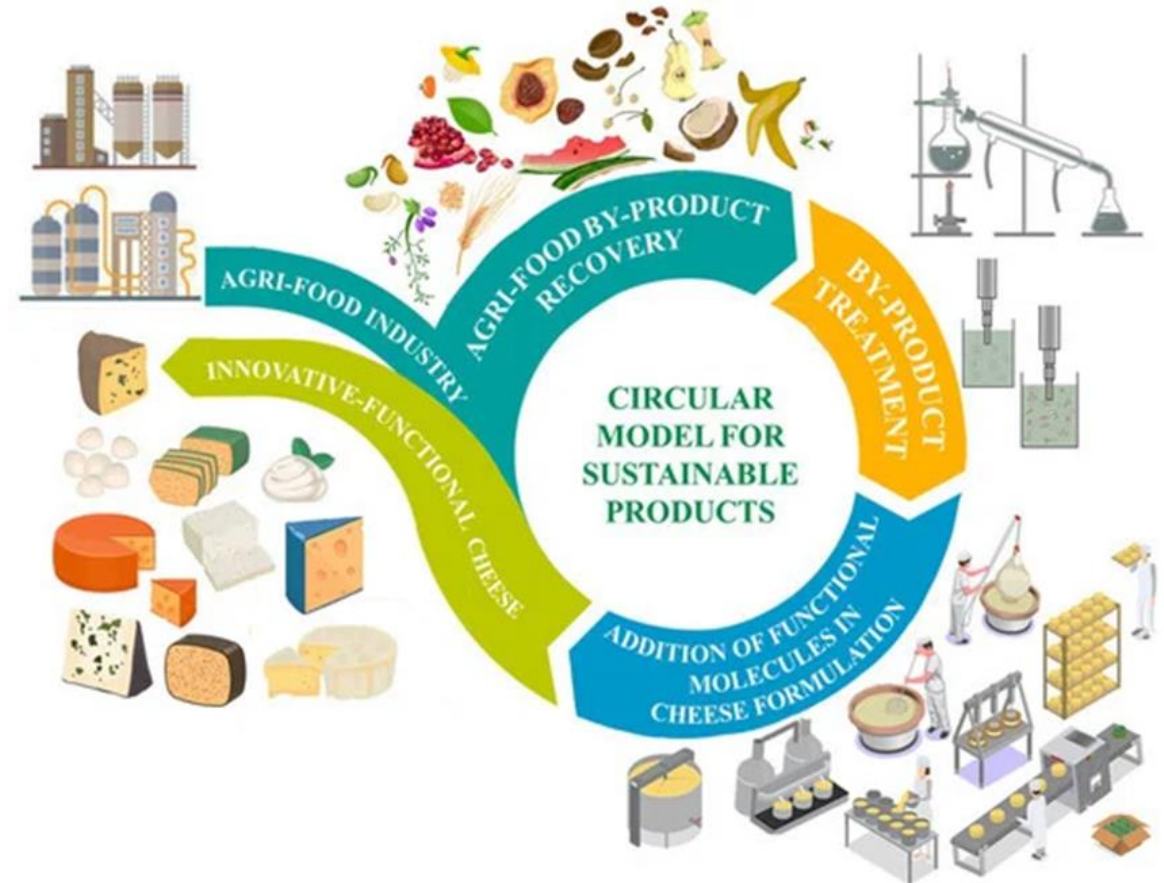 AGRI-FOOD INDUSTRY
AGRI-FOOD BY-PRODUCT
RECOVERY
BY-PRODUCT
TREATMENT
ADDITION OF FUNCTIONAL
MOLECULES IN
CHEESE FORMULATION
INNOVATIVE-FUNCTIONAL CHEESE
CIRCULAR
MODEL FOR
SUSTAINABLE
PRODUCTS